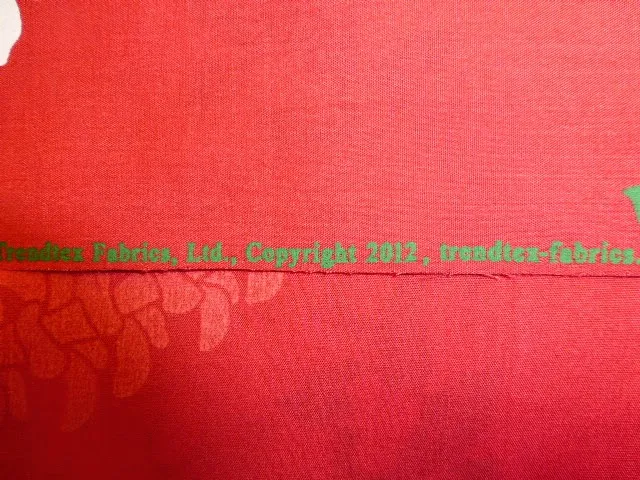 Trendtex Fabrics, Ltd., Copyright 2012, trendtex-fabrics.